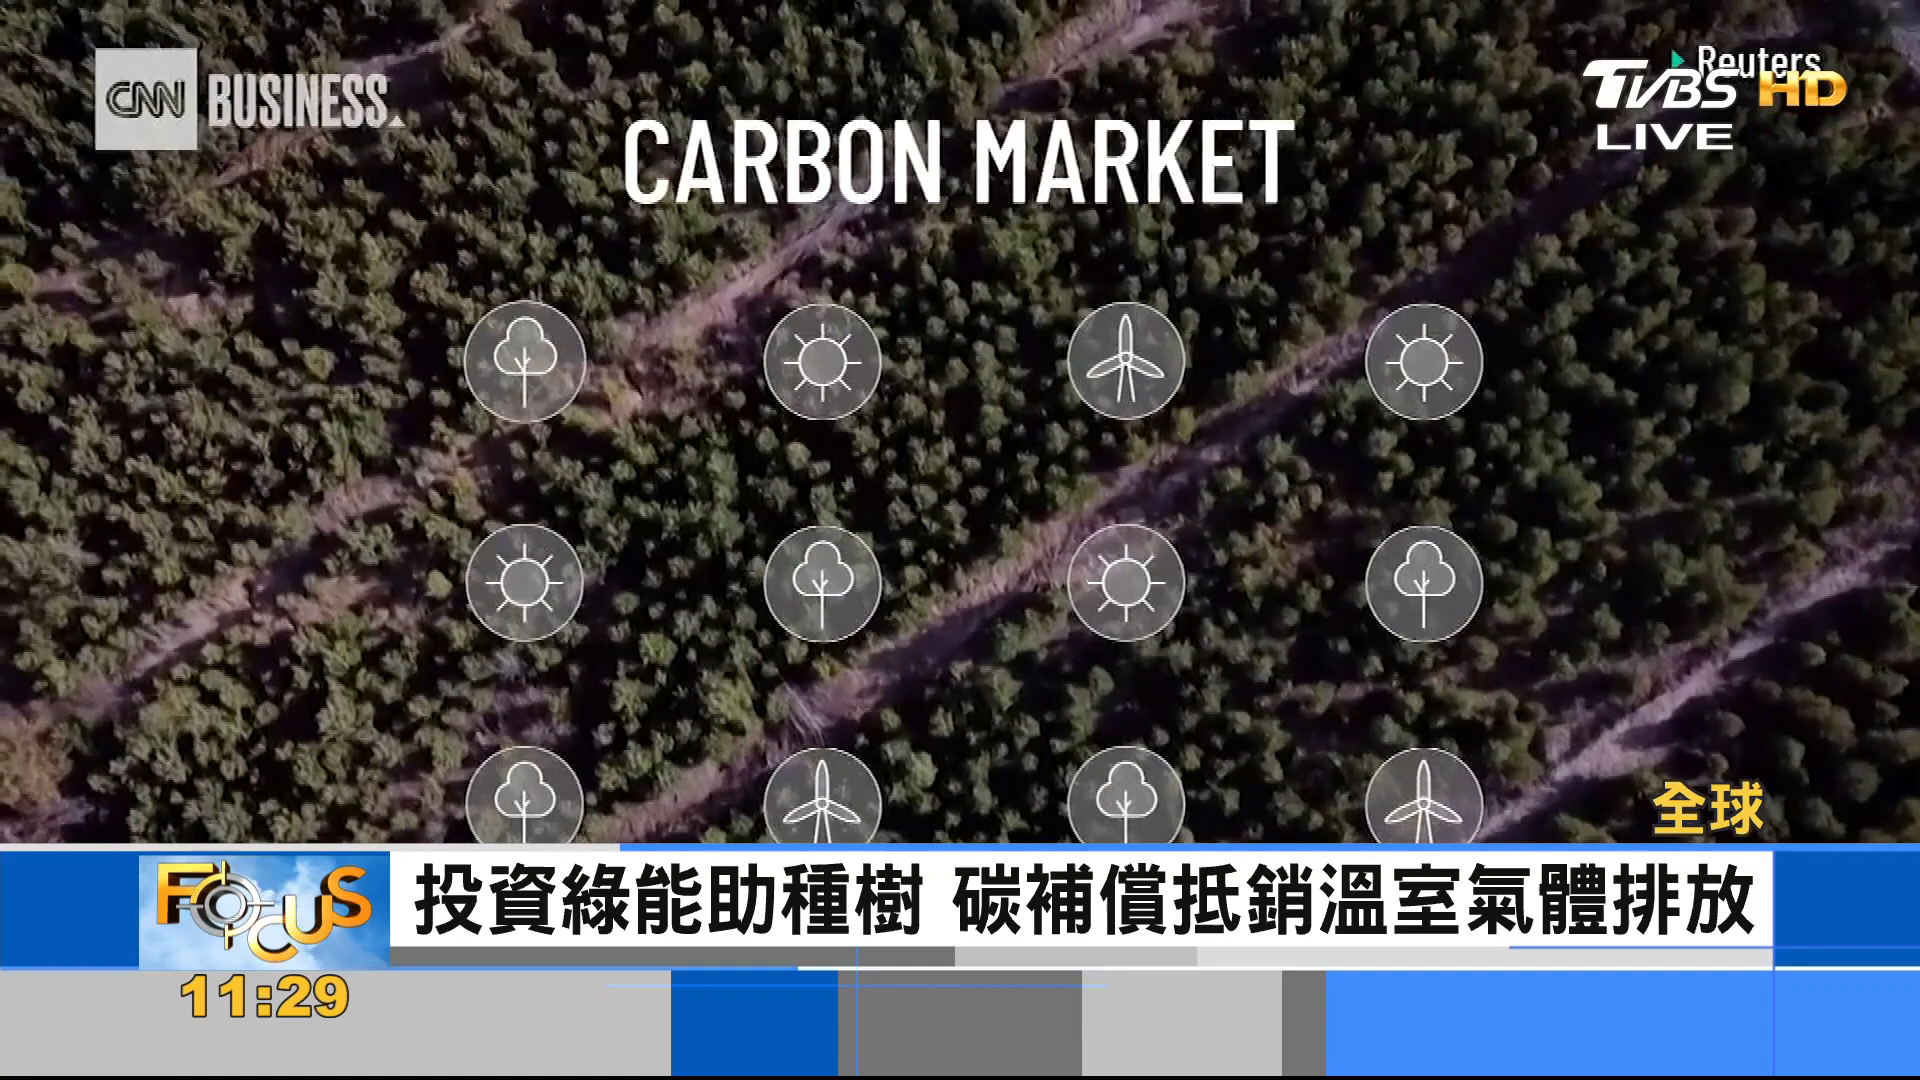 CNN BUSINESS
Reuters
TVBS HD
LIVE
CARBON MARKET
全球
FOCUS
投資綠能助種樹 碳補償抵銷溫室氣體排放
11:29